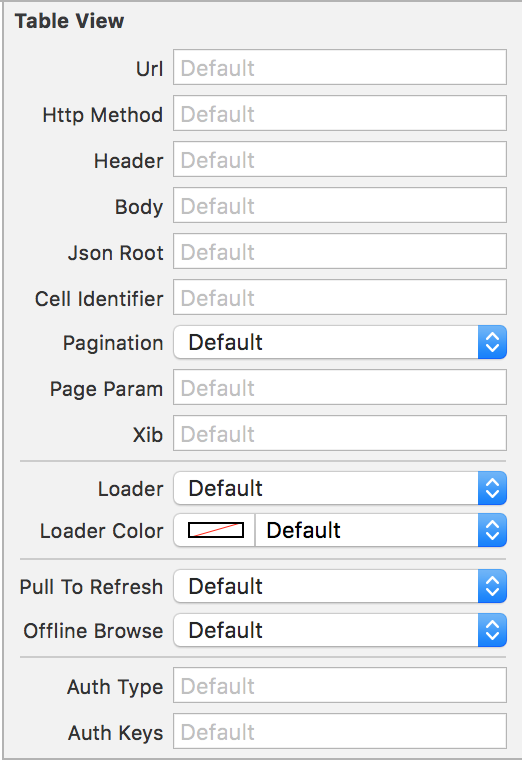 Table View
Url Default
Http Method Default
Header Default
Body Default
Json Root Default
Cell Identifier Default
Pagination Default
Page Param Default
Xib Default
Loader Default
Loader Color Default
Pull To Refresh Default
Offline Browse Default
Auth Type Default
Auth Keys Default